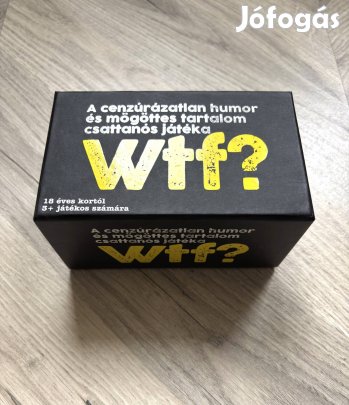 Jófogás
A cenzúrázatlan humor
és mögöttes tartalom
csattanós játéka
Wtf?
18 éves kortól
3+ játékos számára
A cenzúrázatlan humor
és mögöttes tartalom
csattanós játéka
Wtf?